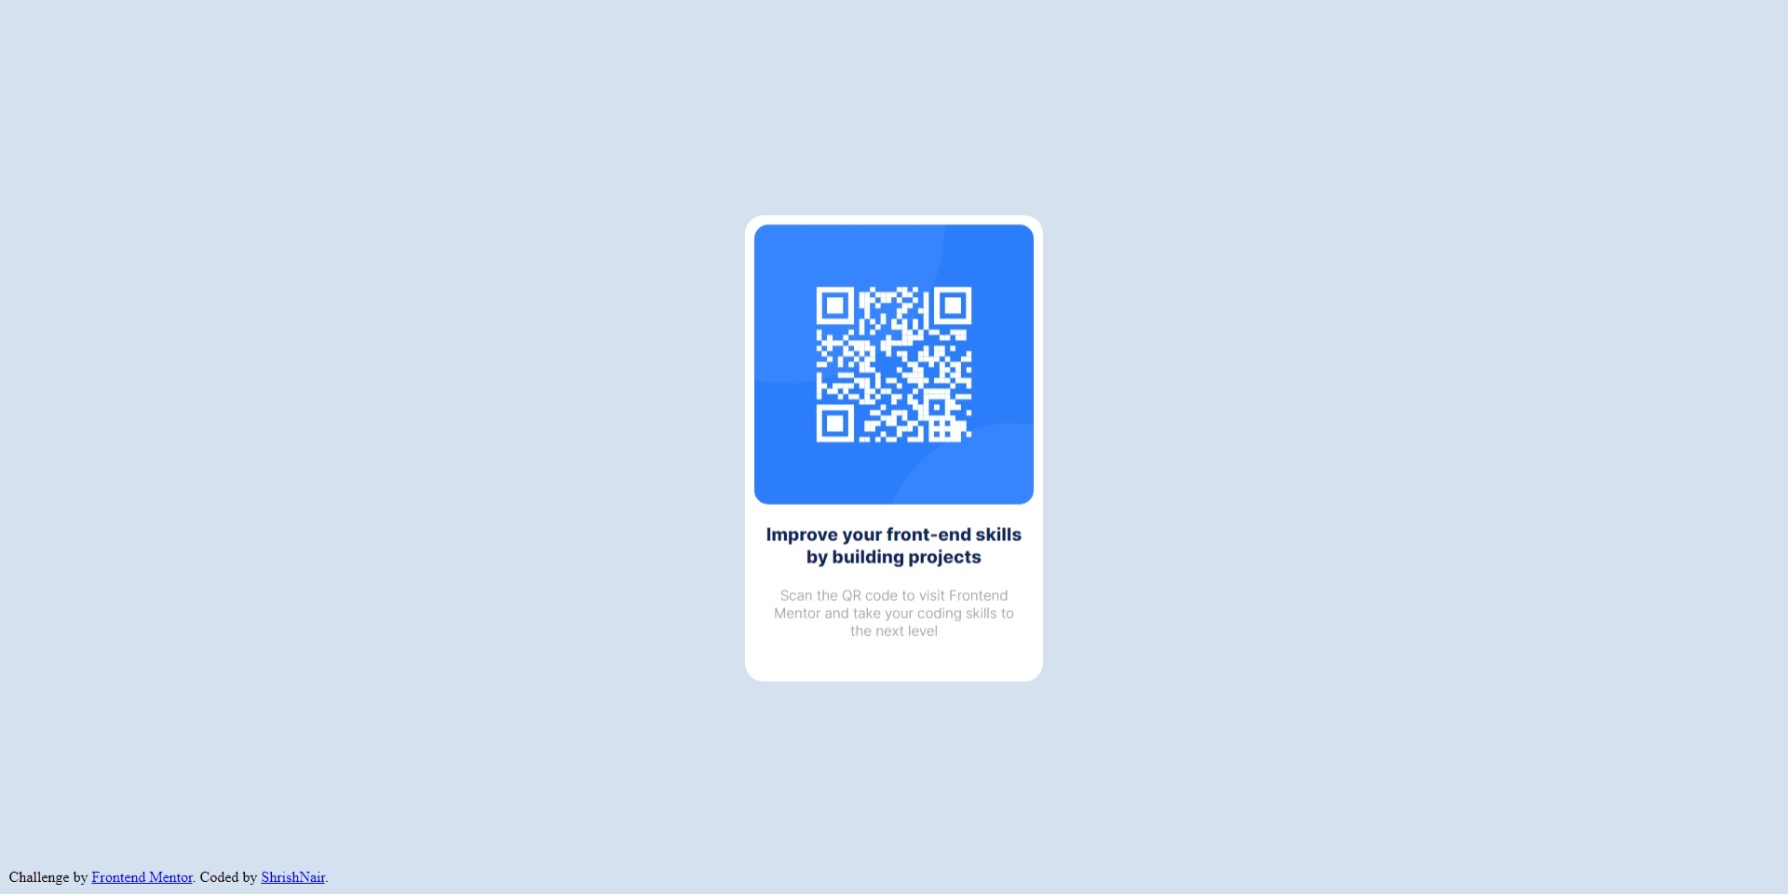 Improve your front-end skills
by building projects
Scan the QR code to visit Frontend
Mentor and take your coding skills to
the next level
Challenge by Frontend Mentor. Coded by ShrishNair.